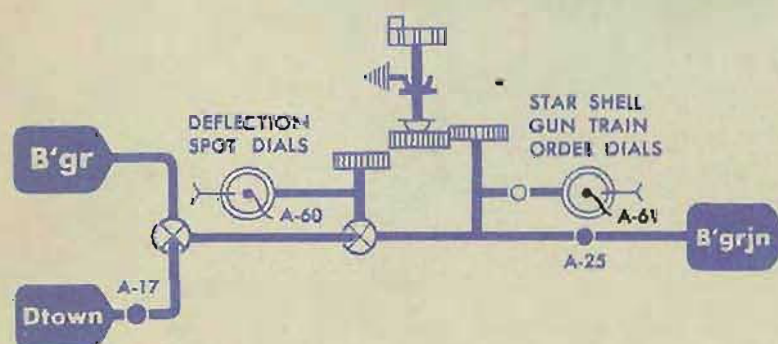 STAR SHELL
GUN TRAIN
ORDER DIALS
DEFLECTION
SPOT DIALS
B'gr
A-60
A-61
B'grjn
A-25
A-17
Dtown